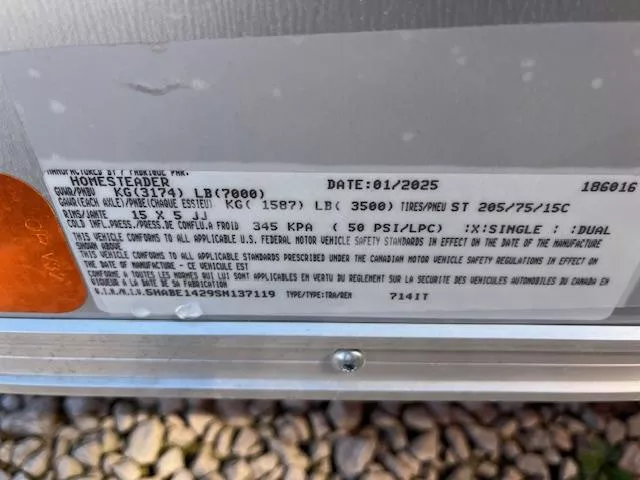 MANUFACTURED BY / FABRIQUE PAR:
HOMESTEADER DATE:01/2025 186016
GVWR/PNBV KG(3174) LB(7000)
GAWR(EACH AXLE)/PNBE(CHAQUE ESSIEU) KG( 1587) LB( 3500) TIRES/PNEU ST 205/75/15C
RIMS/JANTE 15 X 5 JJ
COLD INFL.PRESS./PRESS.DE CONFL.A FROID 345 KPA ( 50 PSI/LPC) :X:SINGLE : :DUAL
THIS VEHICLE CONFORMS TO ALL APPLICABLE U.S. FEDERAL MOTOR VEHICLE SAFETY STANDARDS IN EFFECT ON THE DATE OF THE MANUFACTURE
SHOWN ABOVE
THIS VEHICLE CONFORMS TO ALL APPLICABLE STANDARDS PRESCRIBED UNDER THE CANADIAN MOTOR VEHICLE SAFETY REGULATIONS IN EFFECT ON
THE DATE OF MANUFACTURE - CE VEHICULE EST
CONFORME A TOUTES LES NORMES QUI LUI SONT APPLICABLES EN VERTU DU REGLEMENT SUR LA SECURITE DES VEHICULES AUTOMOBILES DU CANADA EN
VIGUEUR A LA DATE DE SA FABRICATION
V.I.N./N.I.V.5HABE1429SN137119 TYPE/TYPE:TRA/REM 714IT